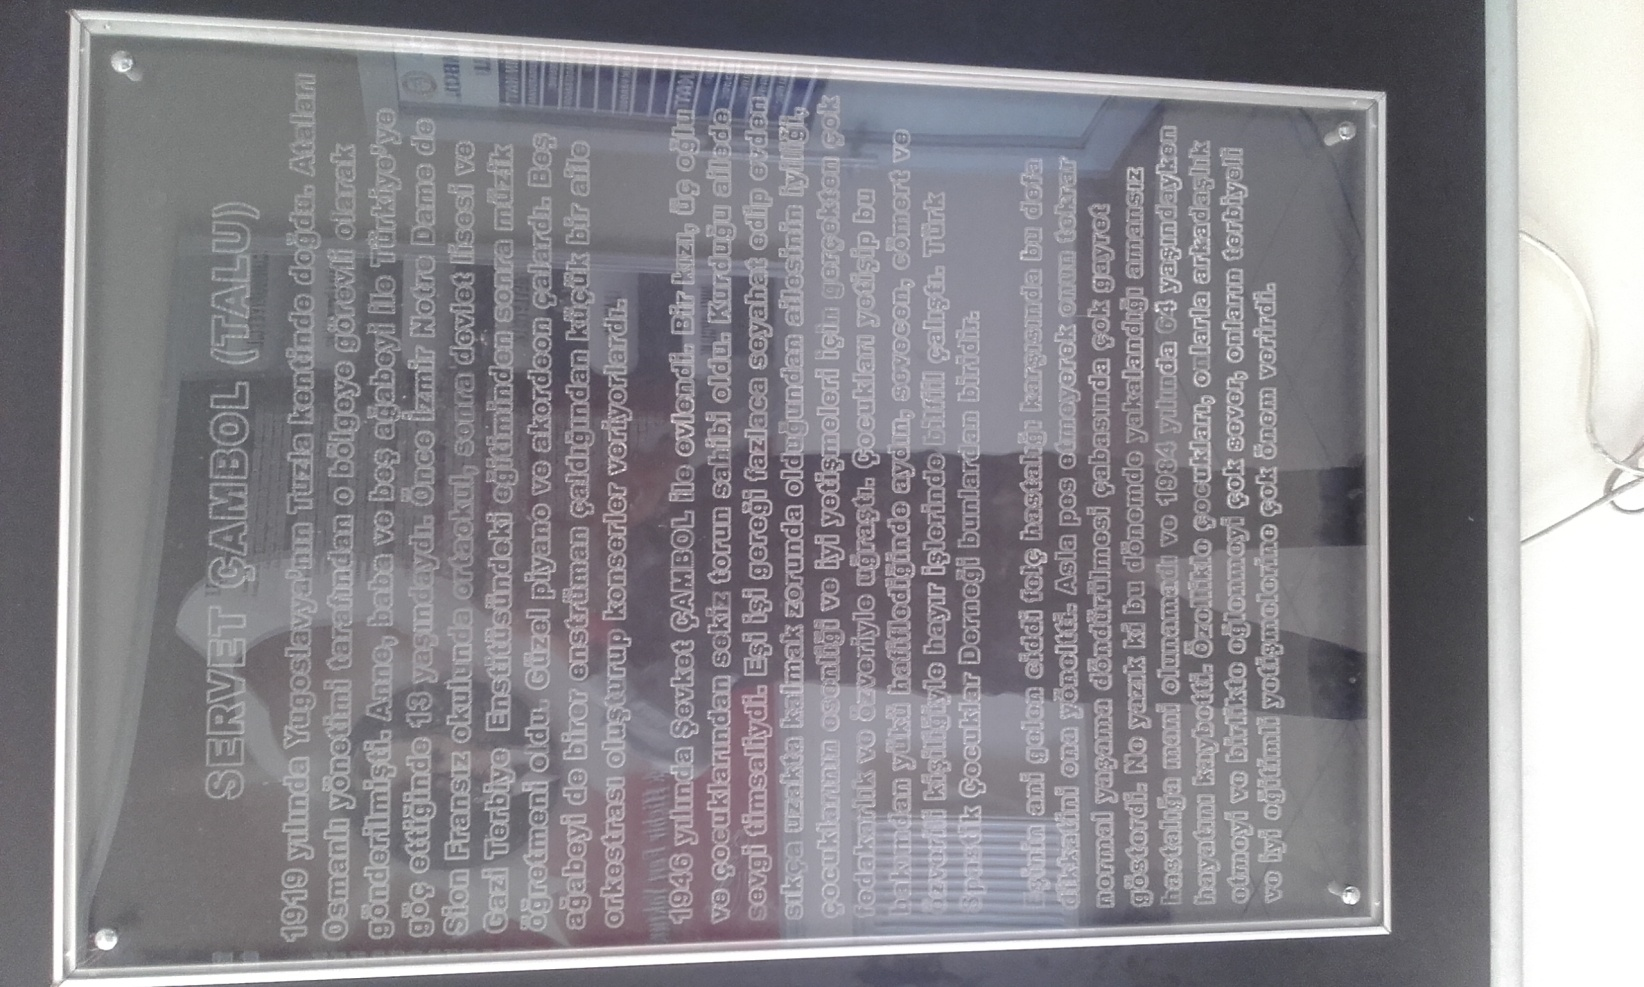 SERVET ÇAMBOL (TALU)
1919 yılında Yugoslavya'nın Tuzla kentinde doğdu. Ataları
Osmanlı yönetimi tarafından o bölgeye görevli olarak
gönderilmişti. Anne, baba ve beş ağabeyi ile Türkiye'ye
göç ettiğinde 13 yaşındaydı. Önce İzmir Notre Dame de
Sion Fransız okulunda ortaokul, sonra devlet lisesi ve
Gazi Terbiye Enstitüsündeki eğitiminden sonra müzik
öğretmeni oldu. Güzel piyano ve akordeon çalardı. Beş
ağabeyi de birer enstrüman çaldığından küçük bir aile
orkestrası oluşturup konserler veriyorlardı.
1946 yılında Şevket ÇAMBOL ile evlendi. Bir kızı, üç oğlu
ve çocuklarından sekiz torun sahibi oldu. Kurduğu ailede
sevgi timsaliydi. Eşi işi gereği fazlaca seyahat edip evden
sıkça uzakta kalmak zorunda olduğundan ailesinin iyiliği,
çocuklarının esenliği ve iyi yetişmeleri için gerçekten çok
fedakarlık ve özveriyle uğraştı. Çocukları yetişip bu
bakımdan yükü hafiflediğinde aydın, sevecen, cömert ve
özverili kişiliğiyle hayır işlerinde bilfiil çalıştı. Türk
Spastik Çocuklar Derneği bunlardan biridir.
Eşinin ani gelen ciddi felç hastalığı karşısında bu defa
dikkatini ona yöneltti. Asla pes etmeyerek onun tekrar
normal yaşama döndürülmesi çabasında çok gayret
gösterdi. Ne yazık ki bu dönemde yakalandığı amansız
hastalığa mani olunamadı ve 1984 yılında 64 yaşındayken
hayatını kaybetti. Özellikle çocukları, onlarla arkadaşlık
etmeyi ve birlikte eğlenmeyi çok sever, onların terbiyeli
ve iyi eğitimli yetişmelerine çok önem verirdi.